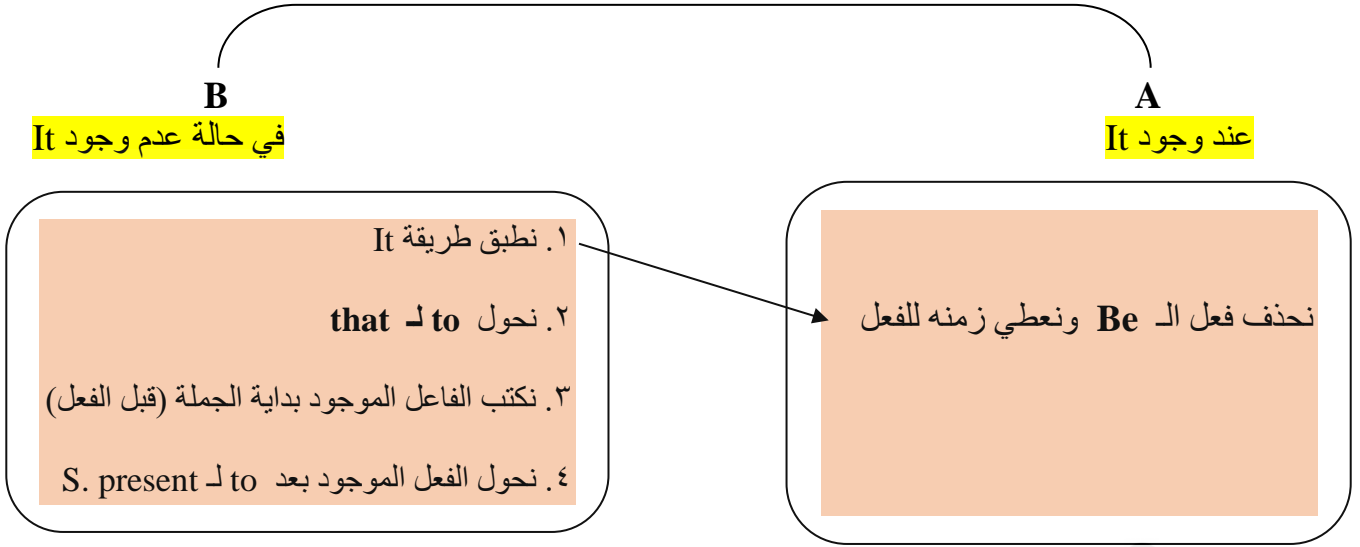 A
عند وجود It
نحذف فعل الـ Be ونعطي زمنه للفعل
B
في حالة عدم وجود It
١. نطبق طريقة It
٢. نحول to لـ that
٣. نكتب الفاعل الموجود بداية الجملة (قبل الفعل)
٤. نحول الفعل الموجود بعد to لـ S. present